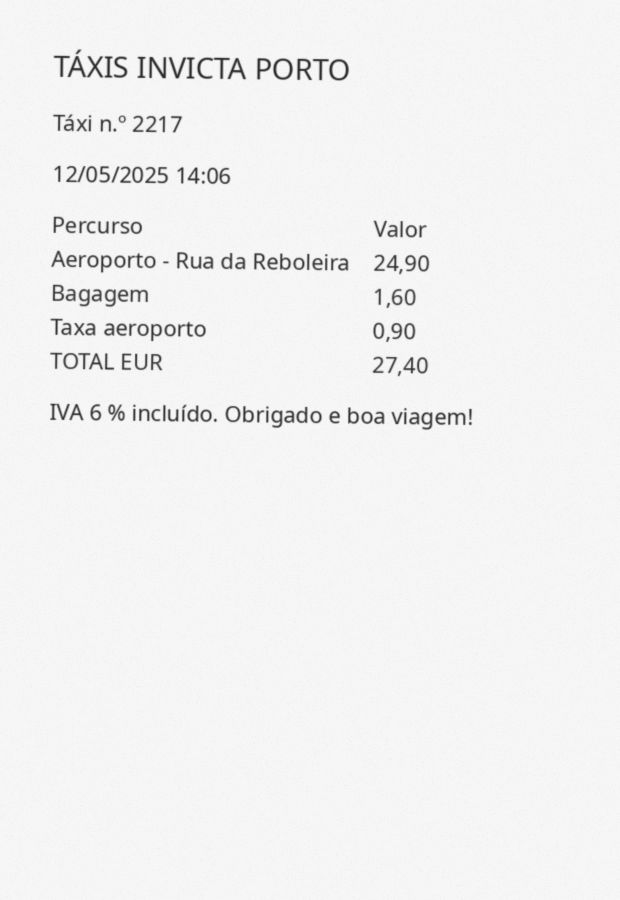 TÁXIS INVICTA PORTO
Táxi n.º 2217
12/05/2025 14:06
Percurso Valor
Aeroporto - Rua da Reboleira 24,90
Bagagem 1,60
Taxa aeroporto 0,90
TOTAL EUR 27,40
IVA 6 % incluído. Obrigado e boa viagem!